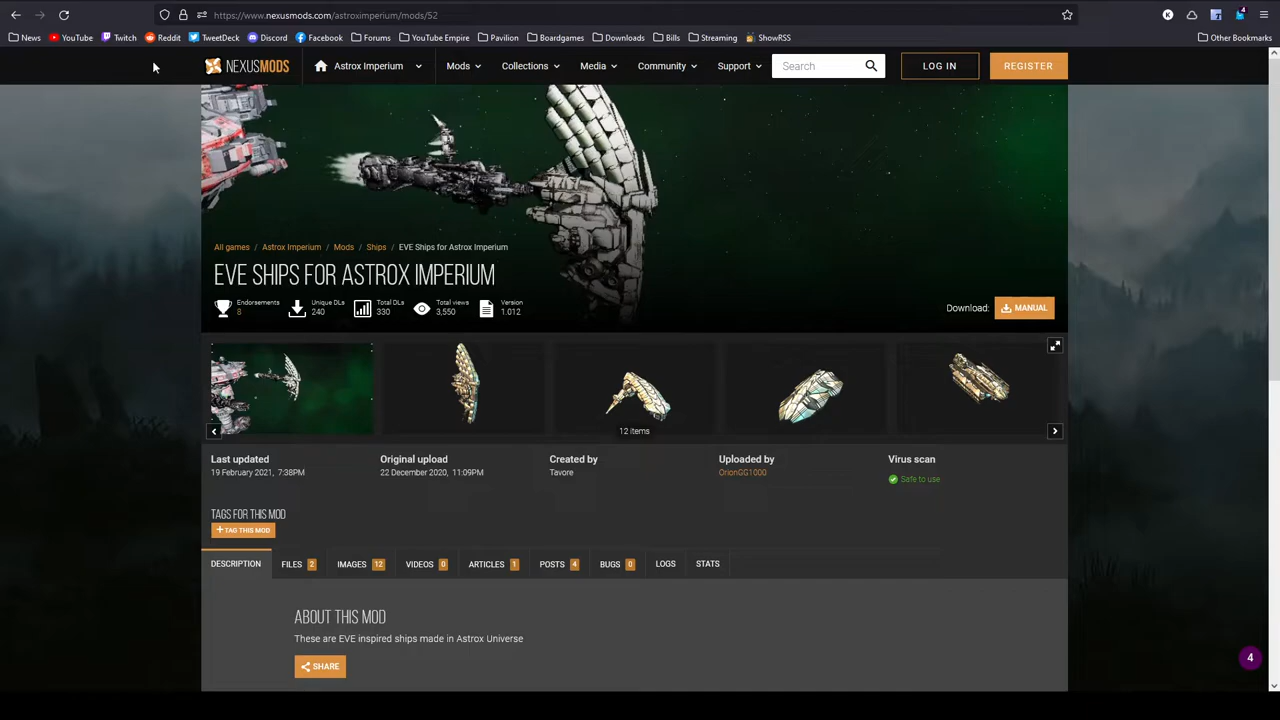 https://www.nexusmods.com/astroximperium/mods/52
4
News YouTube Twitch Reddit TweetDeck Discord Facebook Forums YouTube Empire Pavilion Boardgames Downloads Bills Streaming ShowRSS Other Bookmarks
NEXUSMODS Astrox Imperium Mods Collections Media Community Support Search LOG IN REGISTER
All games / Astrox Imperium / Mods / Ships / EVE Ships for Astrox Imperium
EVE SHIPS FOR ASTROX IMPERIUM
Endorsements Unique DLs Total DLs Total views Version
8 240 330 3,550 1.012
Download: MANUAL
12 items
Last updated Original upload Created by Uploaded by Virus scan
19 February 2021, 7:38PM 22 December 2020, 11:09PM Tavore OrionGG1000 Safe to use
TAGS FOR THIS MOD
+TAG THIS MOD
DESCRIPTION FILES 2 IMAGES 12 VIDEOS 0 ARTICLES 1 POSTS 4 BUGS 0 LOGS STATS
ABOUT THIS MOD
These are EVE inspired ships made in Astrox Universe
SHARE
4